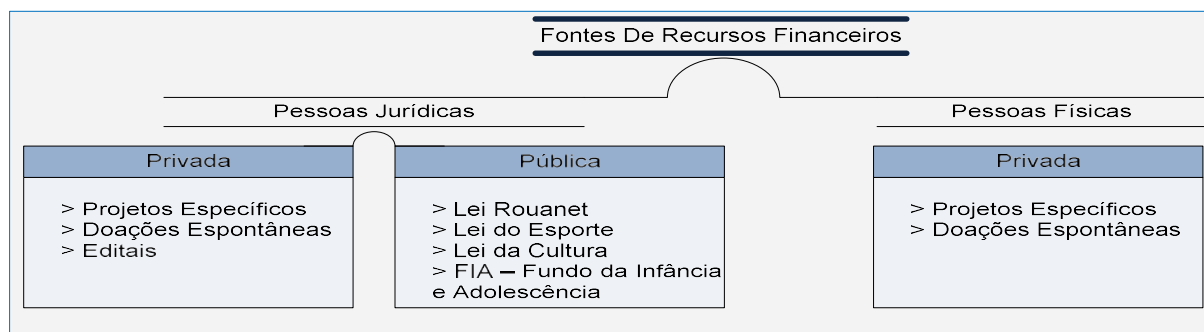 Fontes De Recursos Financeiros
Pessoas Jurídicas
Pessoas Físicas
Privada
> Projetos Específicos
> Doações Espontâneas
> Editais
Pública
> Lei Rouanet
> Lei do Esporte
> Lei da Cultura
> FIA – Fundo da Infância
e Adolescência
Privada
> Projetos Específicos
> Doações Espontâneas